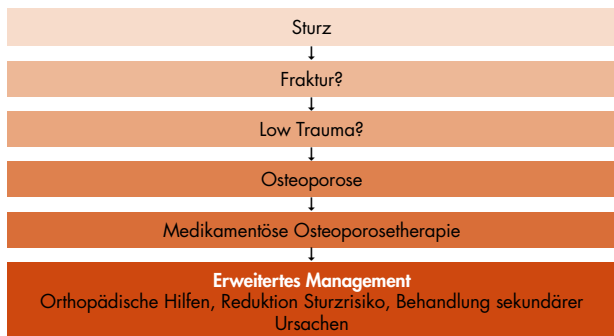 Sturz
Fraktur?
Low Trauma?
Osteoporose
Medikamentöse Osteoporosetherapie
Erweitertes Management
Orthopädische Hilfen, Reduktion Sturzrisiko, Behandlung sekundärer
Ursachen